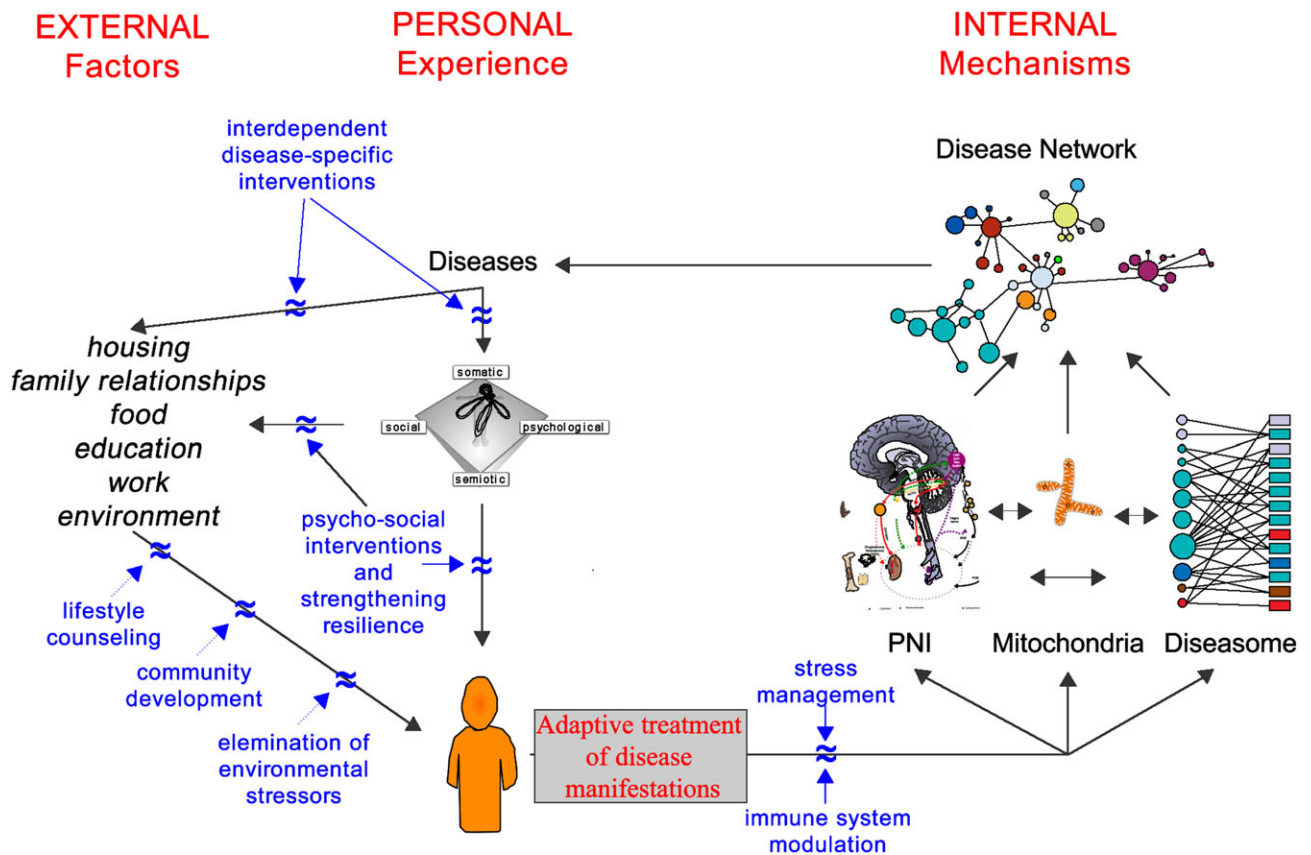 EXTERNAL
Factors
PERSONAL
Experience
INTERNAL
Mechanisms
interdependent
disease-specific
interventions
Disease Network
Diseases
housing
family relationships
food
education
work
environment
somatic
social
psychological
semiotic
psycho-social
interventions
and
strengthening
resilience
lifestyle
counseling
community
development
elemination of
environmental
stressors
PNI
Mitochondria
Diseasome
stress
management
Adaptive treatment
of disease
manifestations
immune system
modulation